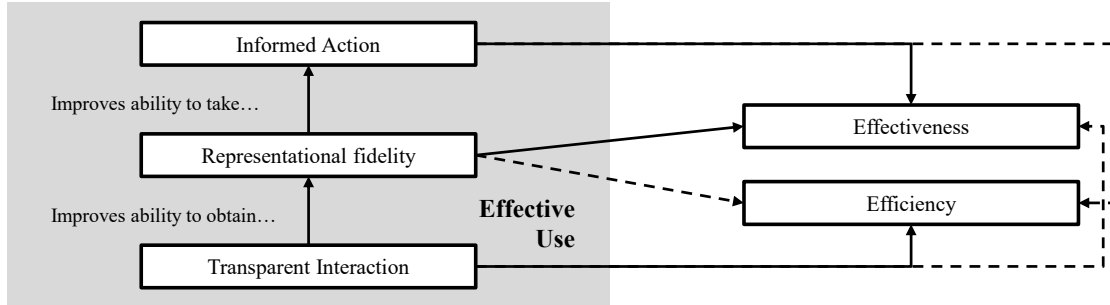 Informed Action
Improves ability to take…
Effectiveness
Representational fidelity
Efficiency
Improves ability to obtain…
Effective
Use
Transparent Interaction